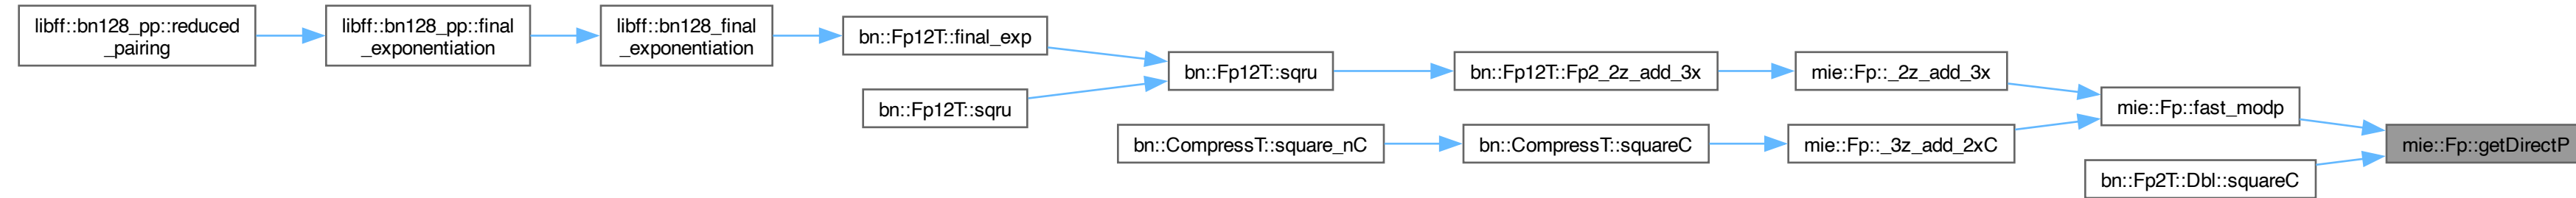 libff::bn128_pp::reduced
_pairing
libff::bn128_pp::final
_exponentiation
libff::bn128_final
_exponentiation
bn::Fp12T::final_exp
bn::Fp12T::sqru
bn::Fp12T::sqru
bn::Fp12T::Fp2_2z_add_3x
mie::Fp::_2z_add_3x
bn::CompressT::square_nC
bn::CompressT::squareC
mie::Fp::_3z_add_2xC
mie::Fp::fast_modp
bn::Fp2T::Dbl::squareC
mie::Fp::getDirectP